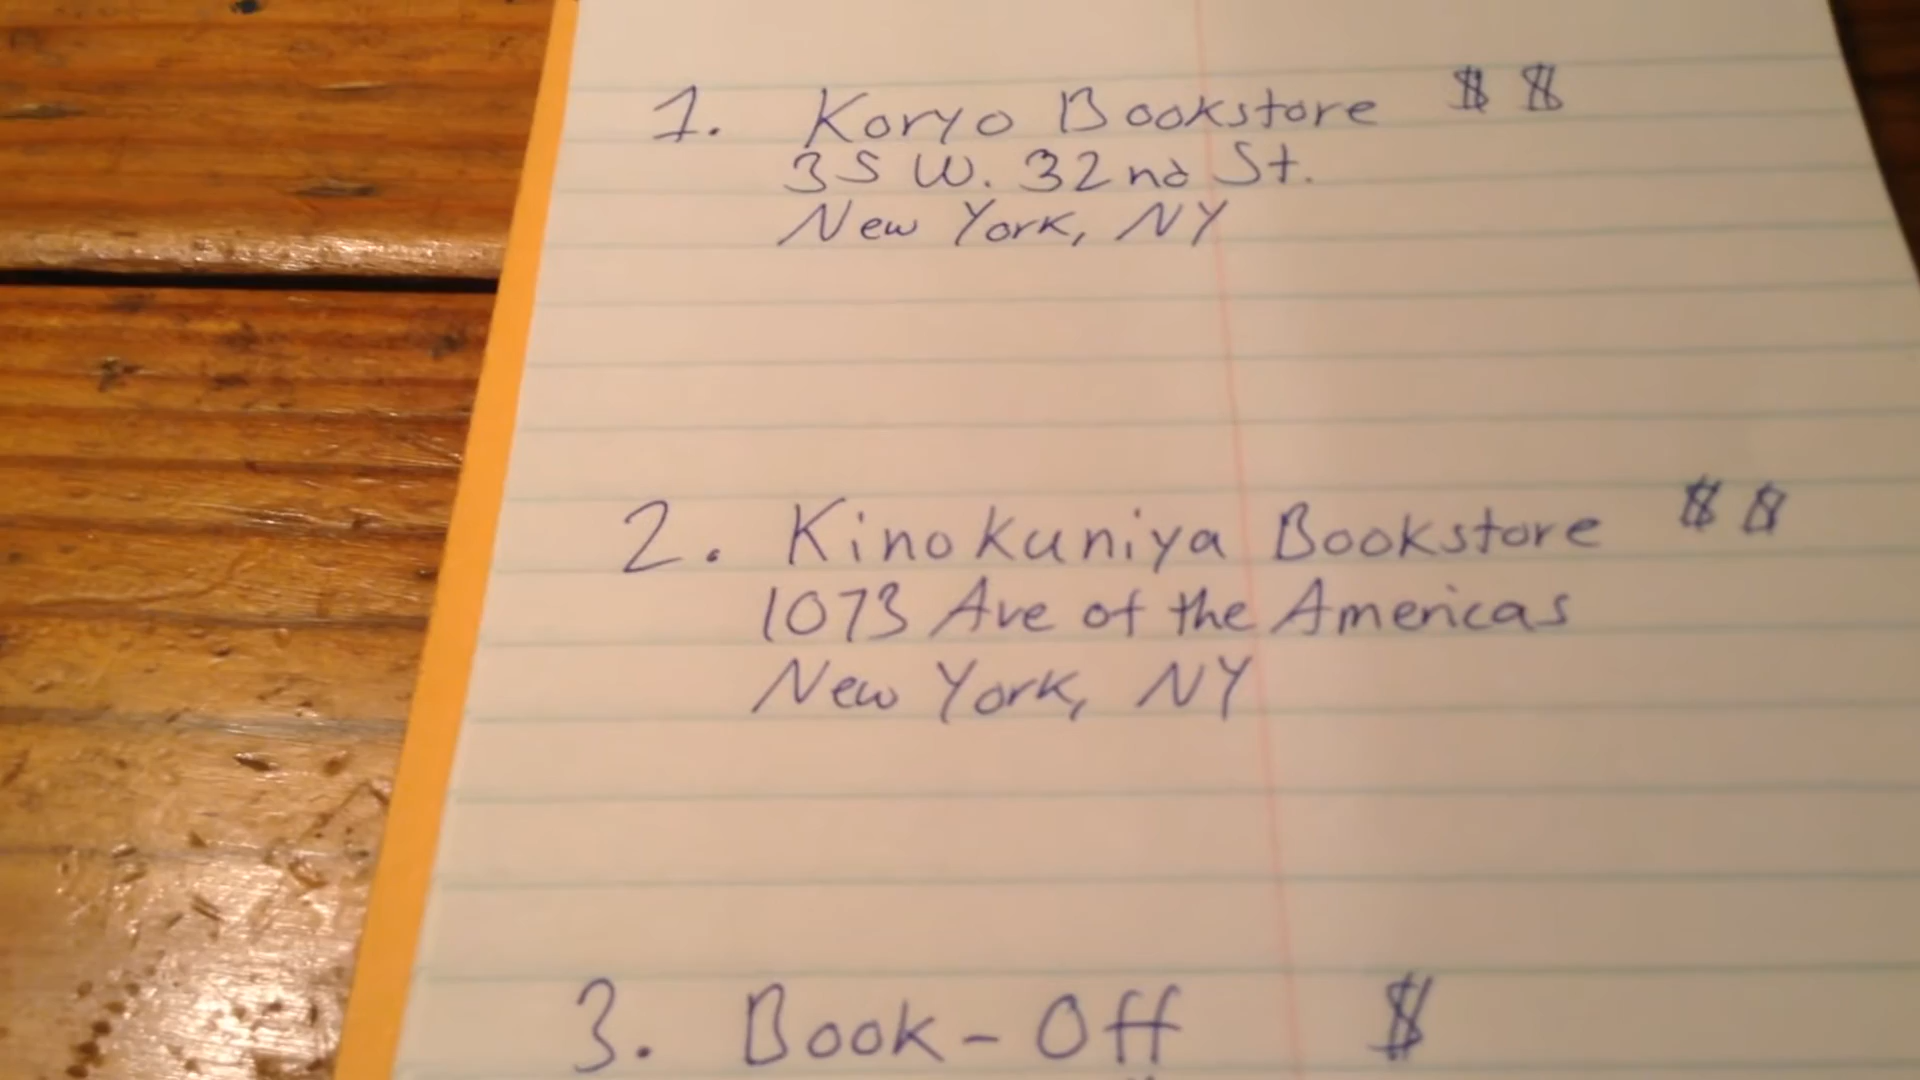 1. Koryo Bookstore $ $
35 W. 32nd St.
New York, NY
2. Kinokuniya Bookstore $ $
1073 Ave of the Americas
New York, NY
3. Book-Off $